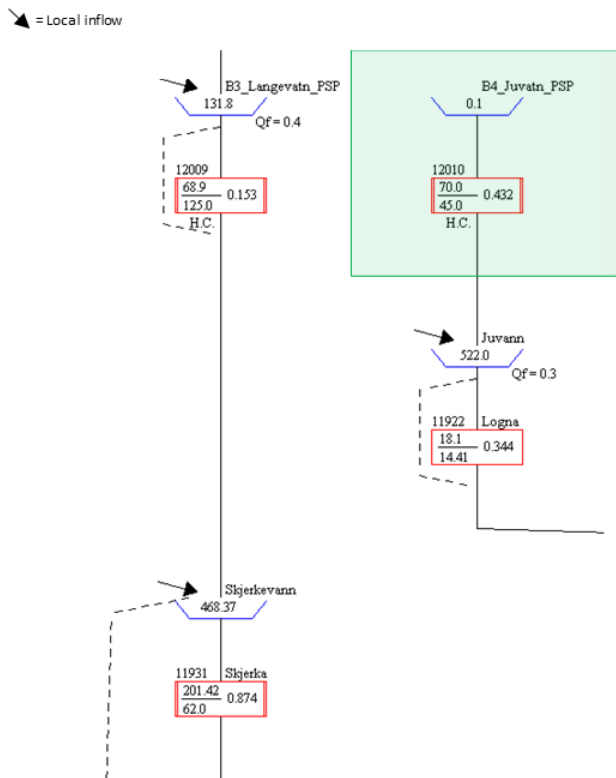 = Local inflow
B3_Langevatn_PSP
131.8
Qf = 0.4
12009
68.9
125.0
0.153
H.C.
B4_Juvatn_PSP
0.1
12010
70.0
45.0
0.432
H.C.
Juvann
522.0
Qf = 0.3
11922 Logna
18.1
14.41
0.344
Skjerkevann
468.37
11931 Skjerka
201.42
62.0
0.874